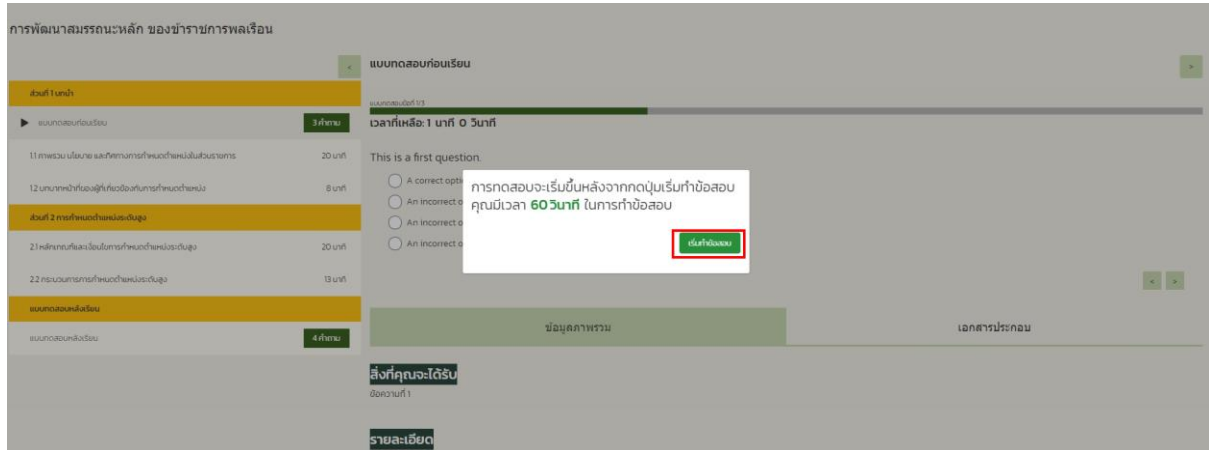 การพัฒนาสมรรถนะหลัก ของข้าราชการพลเรือน
<
ส่วนที่ 1 บทนำ
แบบทดสอบก่อนเรียน 3 คำถาม
1.1 ภาพรวม นโยบาย และทิศทางการกำหนดตำแหน่งในส่วนราชการ 20 นาที
1.2 บทบาทหน้าที่ของผู้ที่เกี่ยวข้องกับการกำหนดตำแหน่ง 8 นาที
ส่วนที่ 2 การกำหนดตำแหน่งระดับสูง
2.1 หลักเกณฑ์และเงื่อนไขการกำหนดตำแหน่งระดับสูง 20 นาที
2.2 กระบวนการการกำหนดตำแหน่งระดับสูง 13 นาที
แบบทดสอบหลังเรียน
แบบทดสอบหลังเรียน 4 คำถาม
แบบทดสอบก่อนเรียน
>
แบบทดสอบข้อที่ 1/3
เวลาที่เหลือ: 1 นาที 0 วินาที
This is a first question.
A correct opti
An incorrect o
An incorrect o
An incorrect o
การทดสอบจะเริ่มขึ้นหลังจากกดปุ่มเริ่มทำข้อสอบ
คุณมีเวลา 60 วินาที ในการทำข้อสอบ
เริ่มทำข้อสอบ
< >
ข้อมูลภาพรวม เอกสารประกอบ
สิ่งที่คุณจะได้รับ
ข้อความที่ 1
รายละเอียด